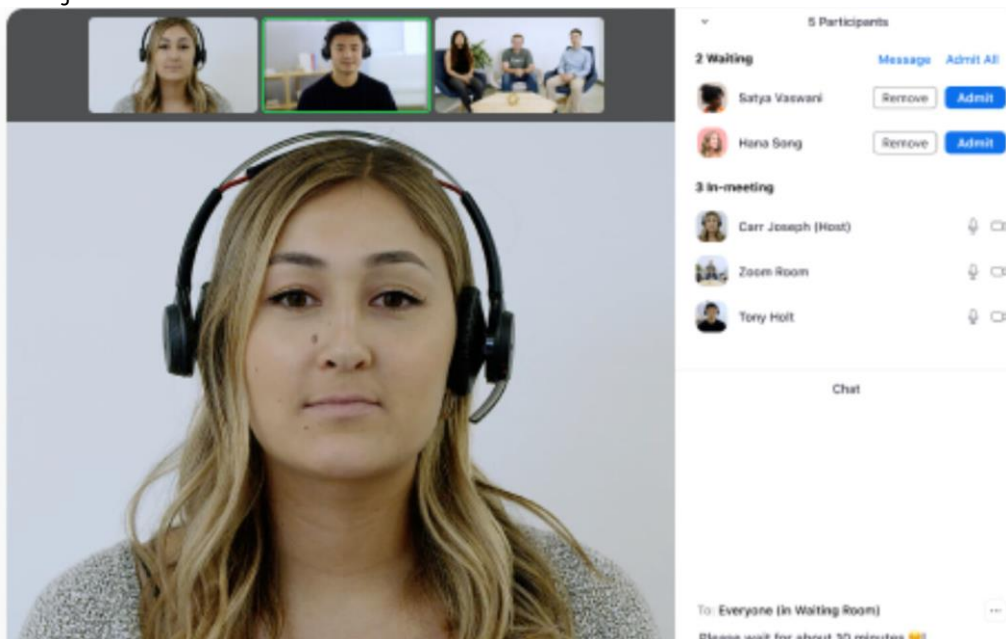 5 Participants
2 Waiting Message Admit All
Satya Vaswani Remove Admit
Hana Song Remove Admit
3 In-meeting
Carr Joseph (Host)
Zoom Room
Tony Holt
Chat
To: Everyone (in Waiting Room)
Please wait for about 10 minutes